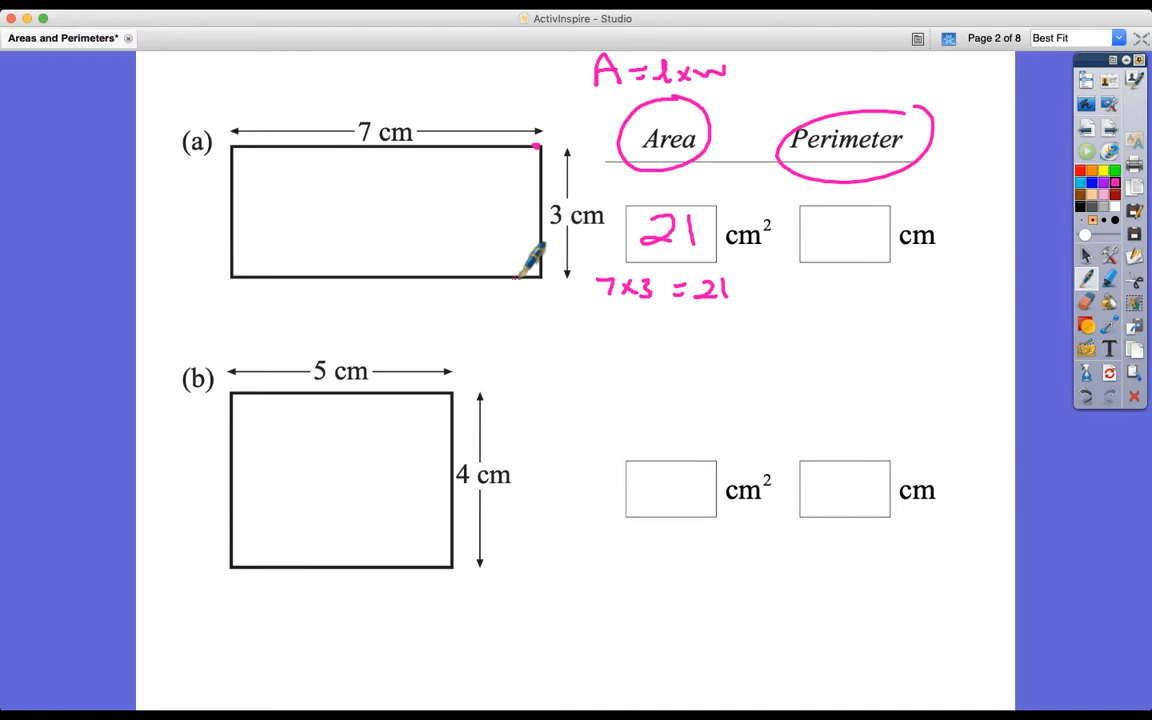 ActivInspire - Studio
Areas and Perimeters*
Page 2 of 8
Best Fit
A = l x w
(a)
7 cm
Area
Perimeter
3 cm
21 cm²
cm
7 x 3 = 21
(b)
5 cm
4 cm
cm²
cm
T